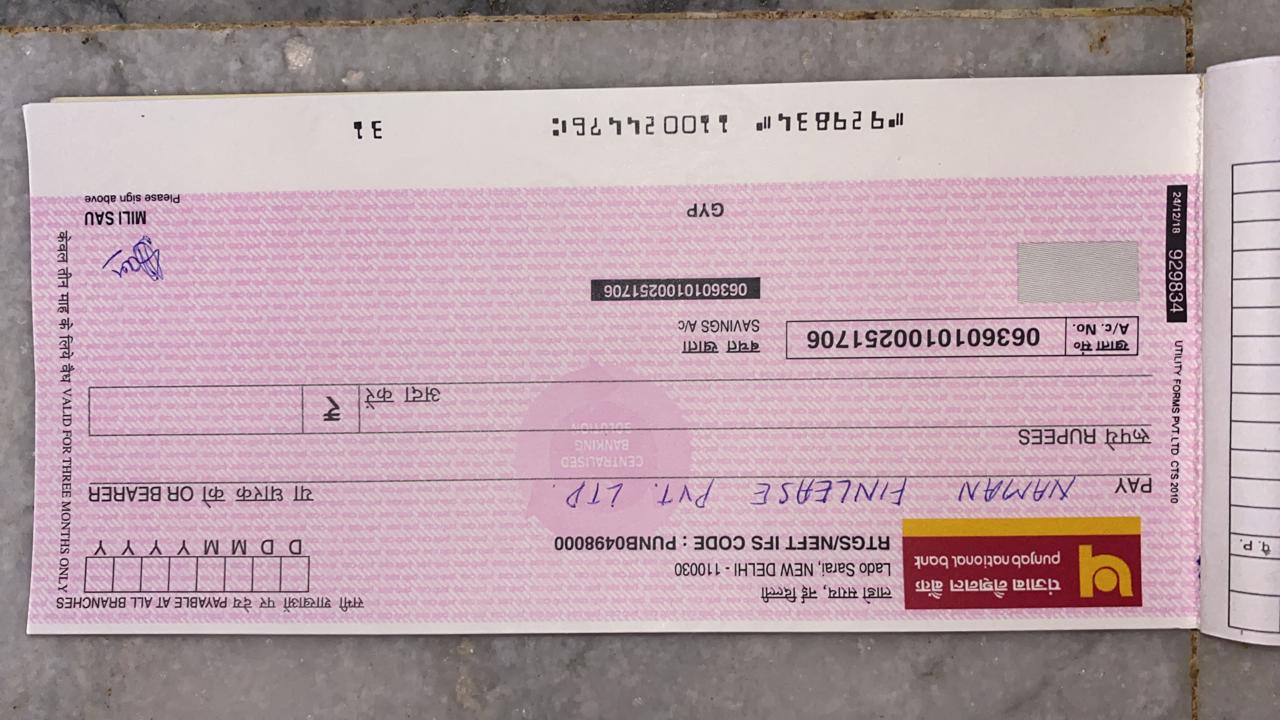 पंजाब नैशनल बैंक
punjab national bank
लाडो सराय, नई दिल्ली
Lado Sarai, NEW DELHI - 110030
RTGS/NEFT IFS CODE : PUNB0498000
सभी शाखाओं पर देय PAYABLE AT ALL BRANCHES
D D M M Y Y Y Y
PAY NAMAN FINLEASE PVT. LTD. या धारक को OR BEARER
CENTRALISED
BANKING
SOLUTION
रूपये RUPEES
अदा करें ₹
खाता सं०
A/c. No.
063601010025​1706
बचत खाता
SAVINGS A/c
0636010100251706
GYP
MILI SAU
Please sign above
केवल तीन माह के लिये वैध VALID FOR THREE MONTHS ONLY
UTILITY FORMS PVT. LTD CTS 2010
929834
24/12/18
⑈929834⑈ 110024476⑆ 31